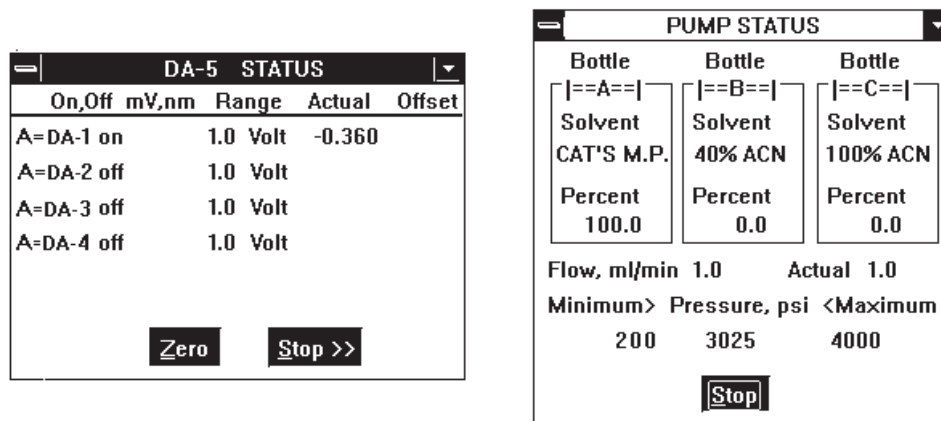 DA-5 STATUS
On,Off mV,nm Range Actual Offset
A=DA-1 on 1.0 Volt -0.360
A=DA-2 off 1.0 Volt
A=DA-3 off 1.0 Volt
A=DA-4 off 1.0 Volt
Zero Stop >>
PUMP STATUS
Bottle Bottle Bottle
|==A==| |==B==| |==C==|
Solvent Solvent Solvent
CAT'S M.P. 40% ACN 100% ACN
Percent Percent Percent
100.0 0.0 0.0
Flow, ml/min 1.0 Actual 1.0
Minimum> Pressure, psi <Maximum
200 3025 4000
Stop